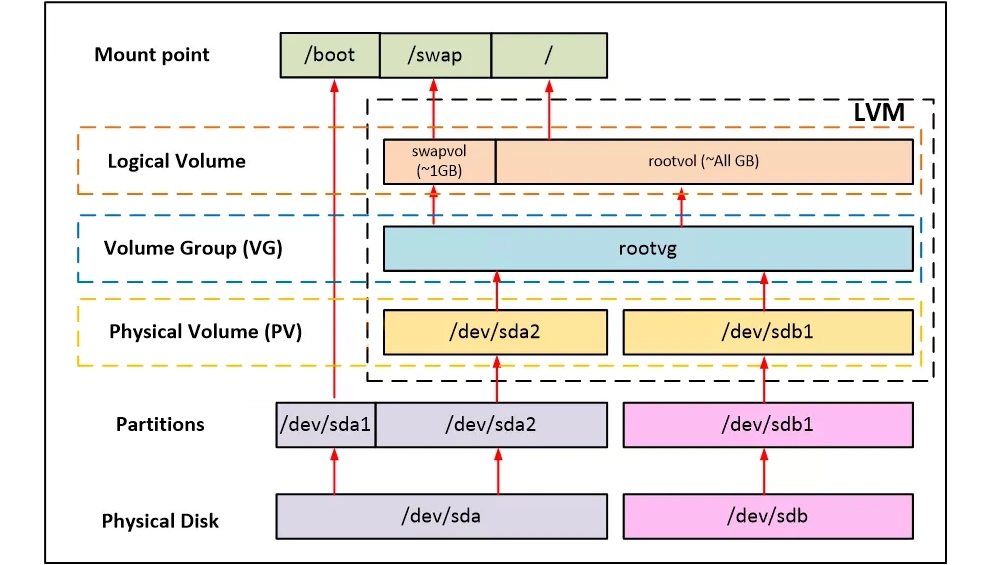 Mount point
/boot
/swap
/
LVM
Logical Volume
swapvol
(~1GB)
rootvol (~All GB)
Volume Group (VG)
rootvg
Physical Volume (PV)
/dev/sda2
/dev/sdb1
Partitions
/dev/sda1
/dev/sda2
/dev/sdb1
Physical Disk
/dev/sda
/dev/sdb